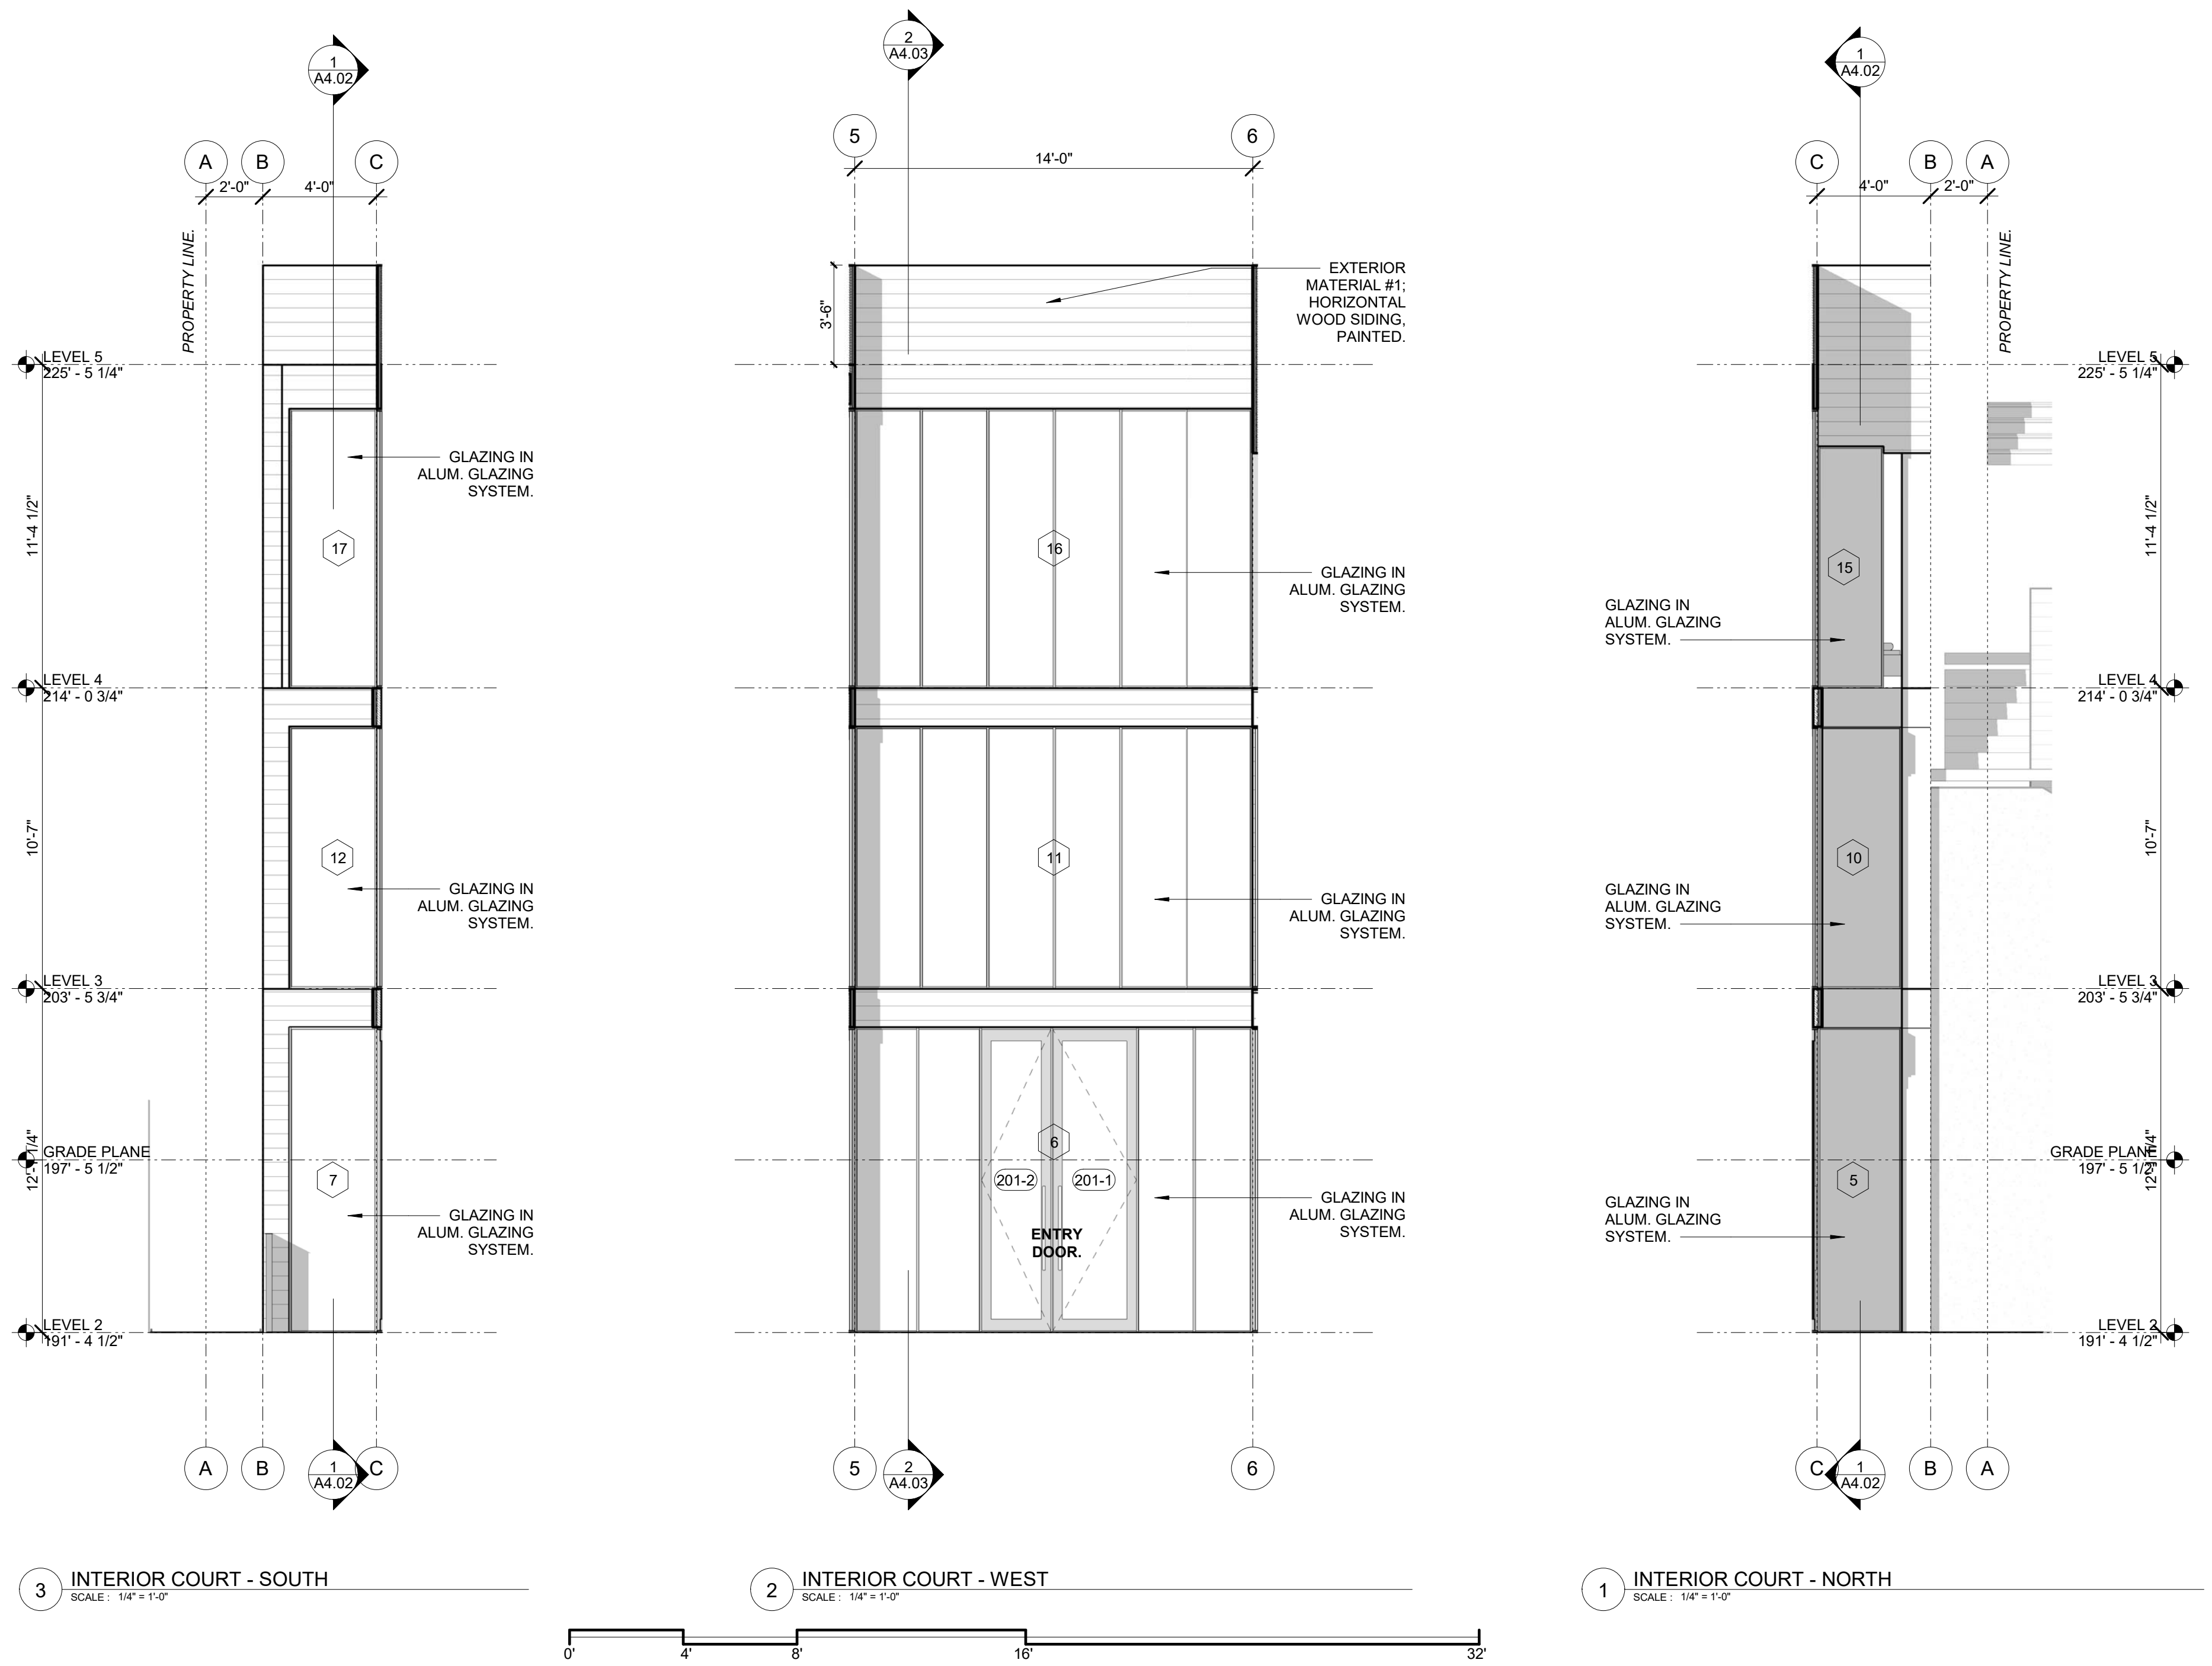 1
A4.02
A
B
C
2'-0"
4'-0"
PROPERTY LINE.
LEVEL 5
225' - 5 1/4"
GLAZING IN
ALUM. GLAZING
SYSTEM.
11'-4 1/2"
17
LEVEL 4
214' - 0 3/4"
10'-7"
12
GLAZING IN
ALUM. GLAZING
SYSTEM.
LEVEL 3
203' - 5 3/4"
GRADE PLANE
197' - 5 1/2"
12'-1 1/4"
7
GLAZING IN
ALUM. GLAZING
SYSTEM.
LEVEL 2
191' - 4 1/2"
A
B
1
A4.02
C
3
INTERIOR COURT - SOUTH
SCALE : 1/4" = 1'-0"
2
A4.03
5
6
14'-0"
3'-6"
EXTERIOR
MATERIAL #1;
HORIZONTAL
WOOD SIDING,
PAINTED.
16
GLAZING IN
ALUM. GLAZING
SYSTEM.
11
GLAZING IN
ALUM. GLAZING
SYSTEM.
6
201-2
201-1
GLAZING IN
ALUM. GLAZING
SYSTEM.
ENTRY
DOOR.
5
2
A4.03
6
2
INTERIOR COURT - WEST
SCALE : 1/4" = 1'-0"
0'
4'
8'
16'
32'
1
A4.02
C
B
A
4'-0"
2'-0"
PROPERTY LINE.
LEVEL 5
225' - 5 1/4"
11'-4 1/2"
15
GLAZING IN
ALUM. GLAZING
SYSTEM.
LEVEL 4
214' - 0 3/4"
10'-7"
10
GLAZING IN
ALUM. GLAZING
SYSTEM.
LEVEL 3
203' - 5 3/4"
GRADE PLANE
197' - 5 1/2"
12'-1 1/4"
5
GLAZING IN
ALUM. GLAZING
SYSTEM.
LEVEL 2
191' - 4 1/2"
C
1
A4.02
B
A
1
INTERIOR COURT - NORTH
SCALE : 1/4" = 1'-0"